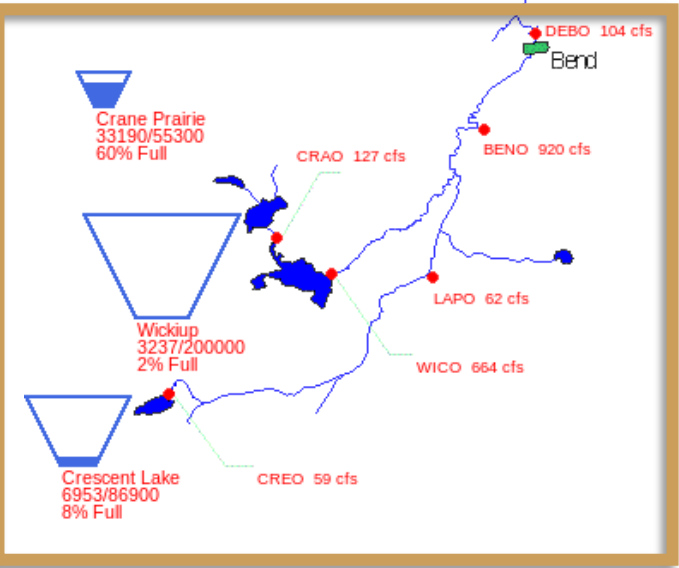 DEBO 104 cfs
Bend
Crane Prairie
33190/55300
60% Full
BENO 920 cfs
CRAO 127 cfs
LAPO 62 cfs
Wickiup
3237/200000
2% Full
WICO 664 cfs
Crescent Lake
6953/86900
8% Full
CREO 59 cfs